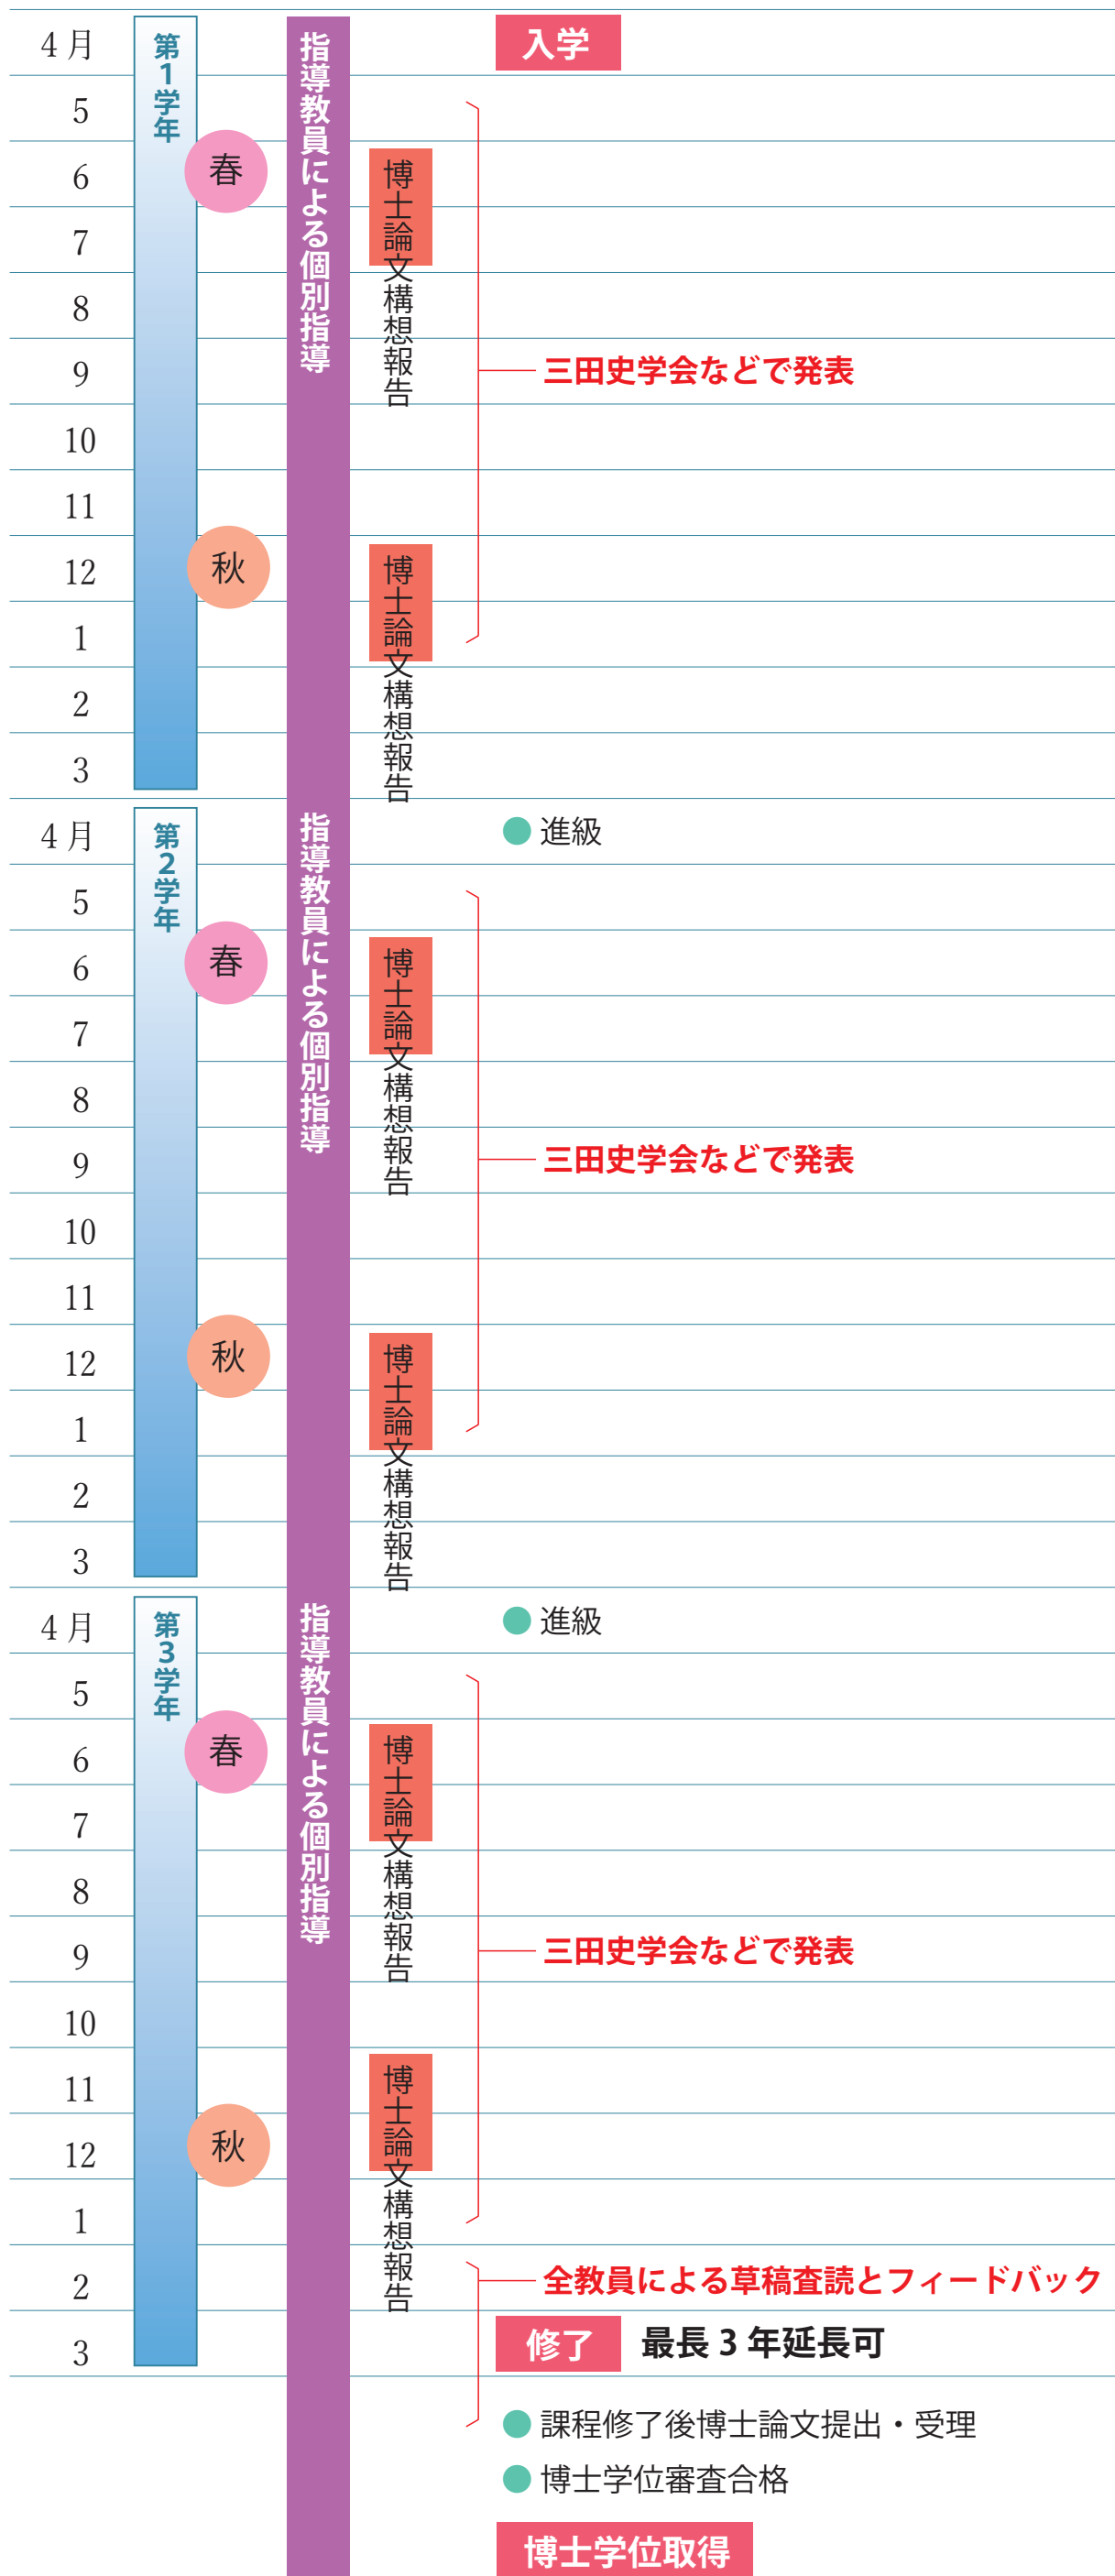 4 月
第1学年
指導教員による個別指導
入学
5
春
6
博士論文構想報告
7
8
9
三田史学会などで発表
10
11
秋
12
博士論文構想報告
1
2
3
4 月
第2学年
指導教員による個別指導
進級
5
春
6
博士論文構想報告
7
8
9
三田史学会などで発表
10
11
秋
12
博士論文構想報告
1
2
3
4 月
第3学年
指導教員による個別指導
進級
5
春
6
博士論文構想報告
7
8
9
三田史学会などで発表
10
11
博士論文構想報告
秋
12
1
2
全教員による草稿査読とフィードバック
3
修了 最長 3 年延長可
課程修了後博士論文提出・受理
博士学位審査合格
博士学位取得